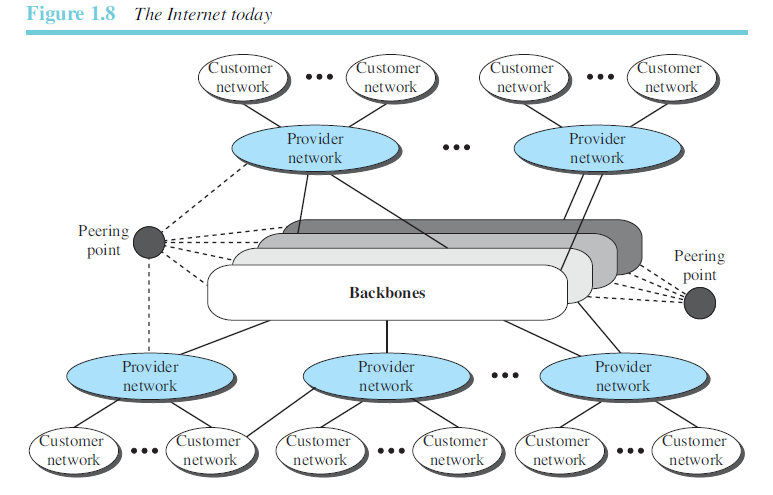 Figure 1.8 The Internet today
Customer
network
Customer
network
Customer
network
Customer
network
Provider
network
Provider
network
Peering
point
Peering
point
Backbones
Provider
network
Provider
network
Provider
network
Customer
network
Customer
network
Customer
network
Customer
network
Customer
network
Customer
network